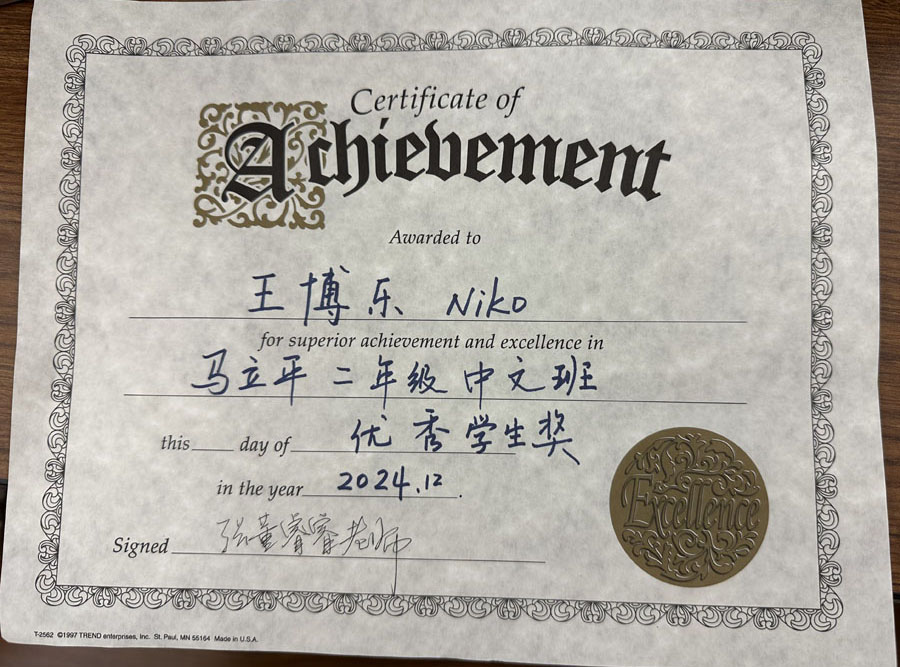 Certificate of
Achievement
Awarded to
王博乐 Niko
for superior achievement and excellence in
马立平 二年级 中文班
this____ day of 优秀学生奖
in the year 2024.12.
Signed 张董睿睿老师
Excellence
T-2562 ©1997 TREND enterprises, Inc. St. Paul, MN 55164 Made in U.S.A.